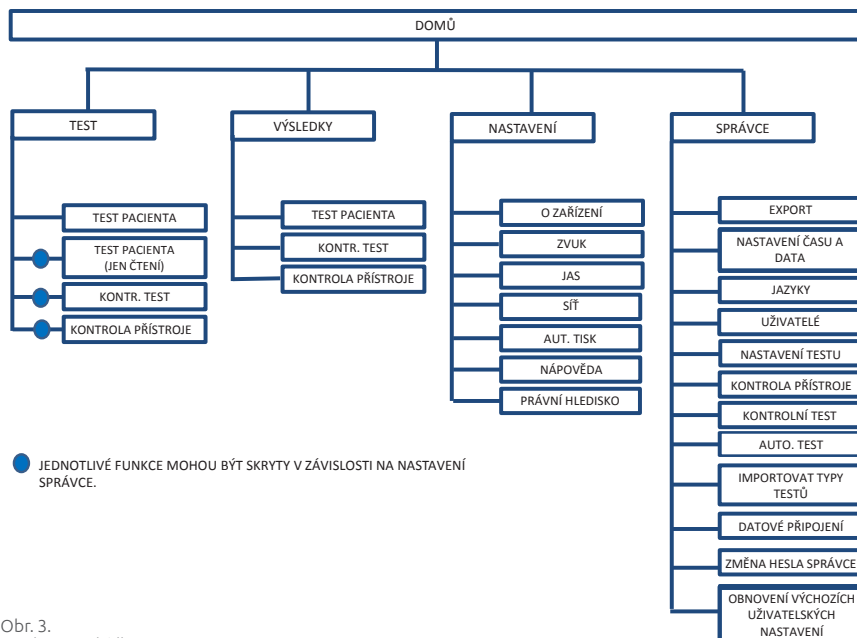 DOMŮ
TEST
TEST PACIENTA
TEST PACIENTA
(JEN ČTENÍ)
KONTR. TEST
KONTROLA PŘÍSTROJE
VÝSLEDKY
TEST PACIENTA
KONTR. TEST
KONTROLA PŘÍSTROJE
NASTAVENÍ
O ZAŘÍZENÍ
ZVUK
JAS
SÍŤ
AUT. TISK
NÁPOVĚDA
PRÁVNÍ HLEDISKO
SPRÁVCE
EXPORT
NASTAVENÍ ČASU A
DATA
JAZYKY
UŽIVATELÉ
NASTAVENÍ TESTU
KONTROLA PŘÍSTROJE
KONTROLNÍ TEST
AUTO. TEST
IMPORTOVAT TYPY
TESTŮ
DATOVÉ PŘIPOJENÍ
ZMĚNA HESLA SPRÁVCE
OBNOVENÍ VÝCHOZÍCH
UŽIVATELSKÝCH
NASTAVENÍ
JEDNOTLIVÉ FUNKCE MOHOU BÝT SKRYTY V ZÁVISLOSTI NA NASTAVENÍ
SPRÁVCE.
Obr. 3.